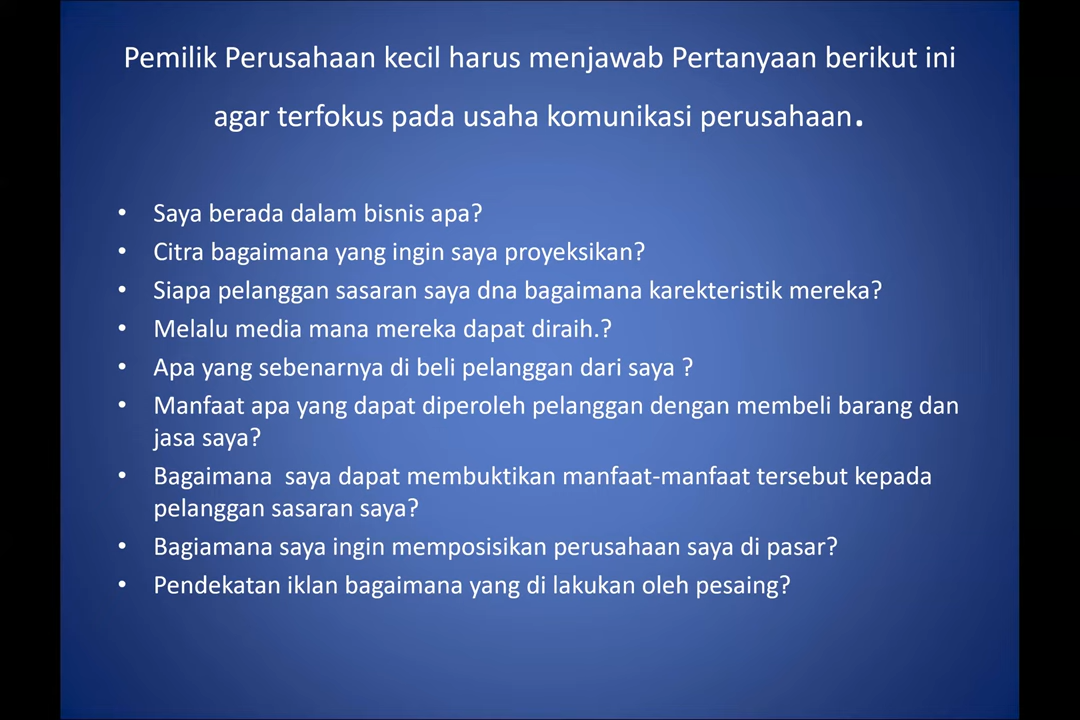 Pemilik Perusahaan kecil harus menjawab Pertanyaan berikut ini
agar terfokus pada usaha komunikasi perusahaan.
• Saya berada dalam bisnis apa?
• Citra bagaimana yang ingin saya proyeksikan?
• Siapa pelanggan sasaran saya dna bagaimana karekteristik mereka?
• Melalu media mana mereka dapat diraih.?
• Apa yang sebenarnya di beli pelanggan dari saya ?
• Manfaat apa yang dapat diperoleh pelanggan dengan membeli barang dan
jasa saya?
• Bagaimana  saya dapat membuktikan manfaat-manfaat tersebut kepada
pelanggan sasaran saya?
• Bagiamana saya ingin memposisikan perusahaan saya di pasar?
• Pendekatan iklan bagaimana yang di lakukan oleh pesaing?